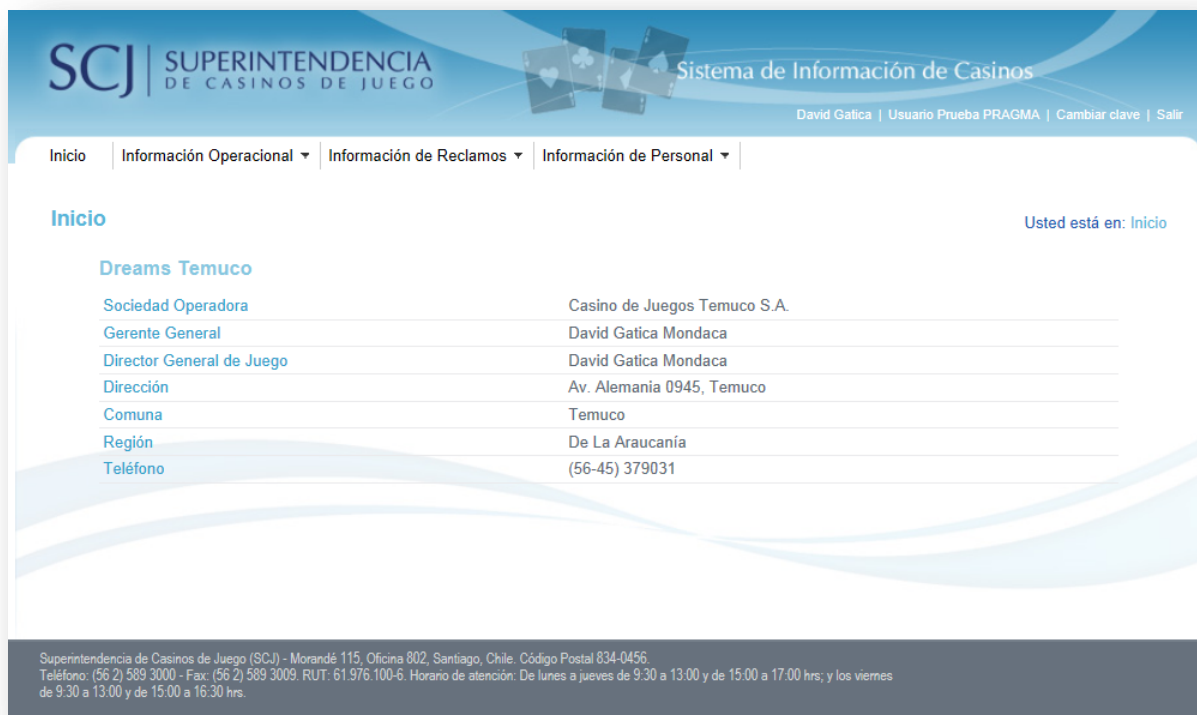 SCJ SUPERINTENDENCIA
DE CASINOS DE JUEGO
Sistema de Información de Casinos
David Gatica | Usuario Prueba PRAGMA | Cambiar clave | Salir
Inicio Información Operacional Información de Reclamos Información de Personal
Inicio
Usted está en: Inicio
Dreams Temuco
Sociedad Operadora Casino de Juegos Temuco S.A.
Gerente General David Gatica Mondaca
Director General de Juego David Gatica Mondaca
Dirección Av. Alemania 0945, Temuco
Comuna Temuco
Región De La Araucanía
Teléfono (56-45) 379031
Superintendencia de Casinos de Juego (SCJ) - Morandé 115, Oficina 802, Santiago, Chile. Código Postal 834-0456.
Teléfono: (56 2) 589 3000 - Fax: (56 2) 589 3009. RUT: 61.976.100-6. Horario de atención: De lunes a jueves de 9:30 a 13:00 y de 15:00 a 17:00 hrs; y los viernes
de 9:30 a 13:00 y de 15:00 a 16:30 hrs.